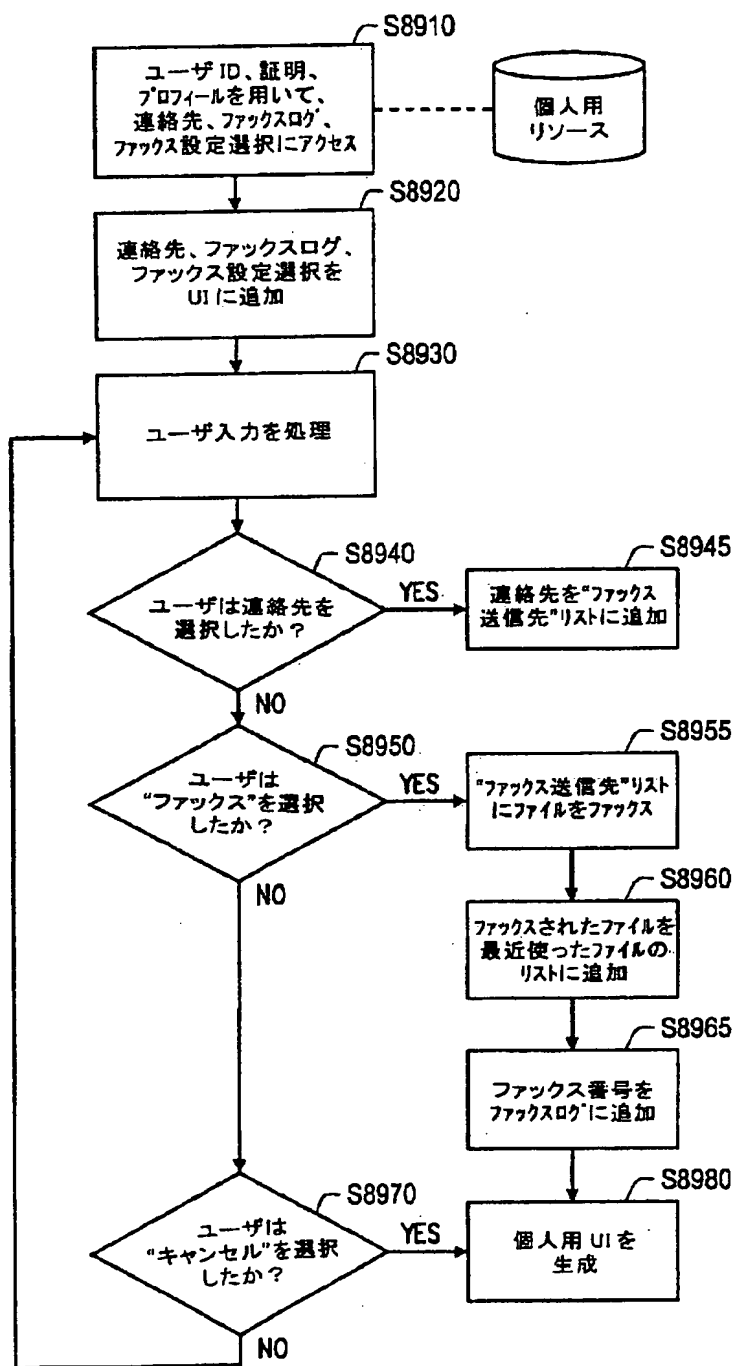 S8910
ユーザID、証明、
プロフィールを用いて、
連絡先、ファックスログ、
ファックス設定選択にアクセス
個人用
リソース
S8920
連絡先、ファックスログ、
ファックス設定選択を
UIに追加
S8930
ユーザ入力を処理
S8940
ユーザは連絡先を
選択したか？
YES
S8945
連絡先を“ファックス
送信先”リストに追加
NO
S8950
ユーザは
“ファックス”を選択
したか？
YES
S8955
“ファックス送信先”リスト
にファイルをファックス
NO
S8960
ファックスされたファイルを
最近使ったファイルの
リストに追加
S8965
ファックス番号を
ファックスログに追加
S8970
ユーザは
“キャンセル”を選択
したか？
YES
S8980
個人用UIを
生成
NO